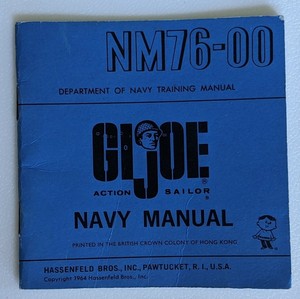 NM76-00
DEPARTMENT OF NAVY TRAINING MANUAL
GI JOE
ACTION SAILOR
NAVY MANUAL
PRINTED IN THE BRITISH CROWN COLONY OF HONG KONG
HASSENFELD BROS., INC., PAWTUCKET, R. I., U.S.A.
Copyright 1964 Hassenfeld Bros., Inc.